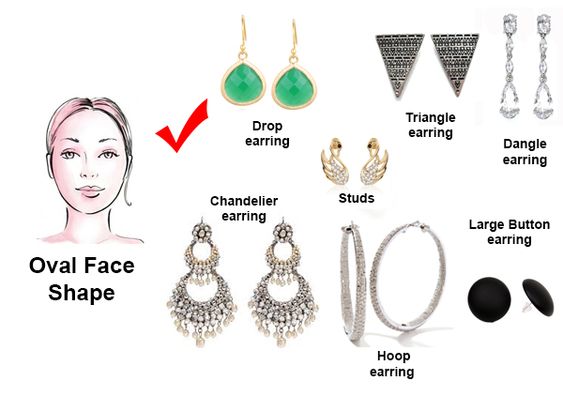 Drop
earring
Triangle
earring
Dangle
earring
Studs
Chandelier
earring
Large Button
earring
Oval Face
Shape
Hoop
earring